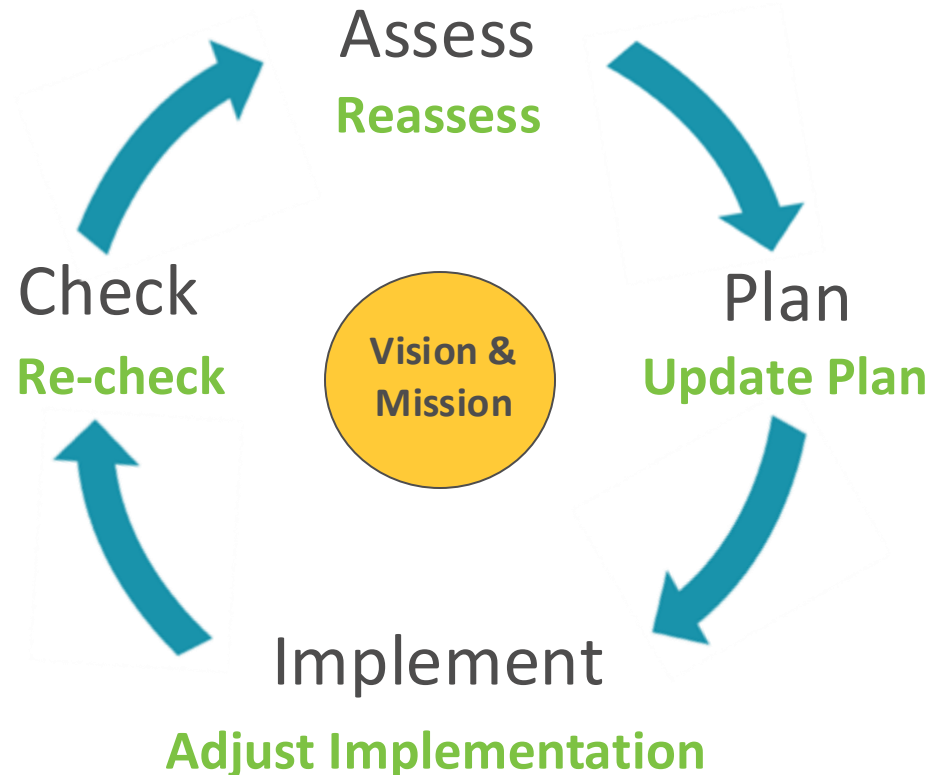 Assess
Reassess
Check
Re-check
Vision &
Mission
Plan
Update Plan
Implement
Adjust Implementation